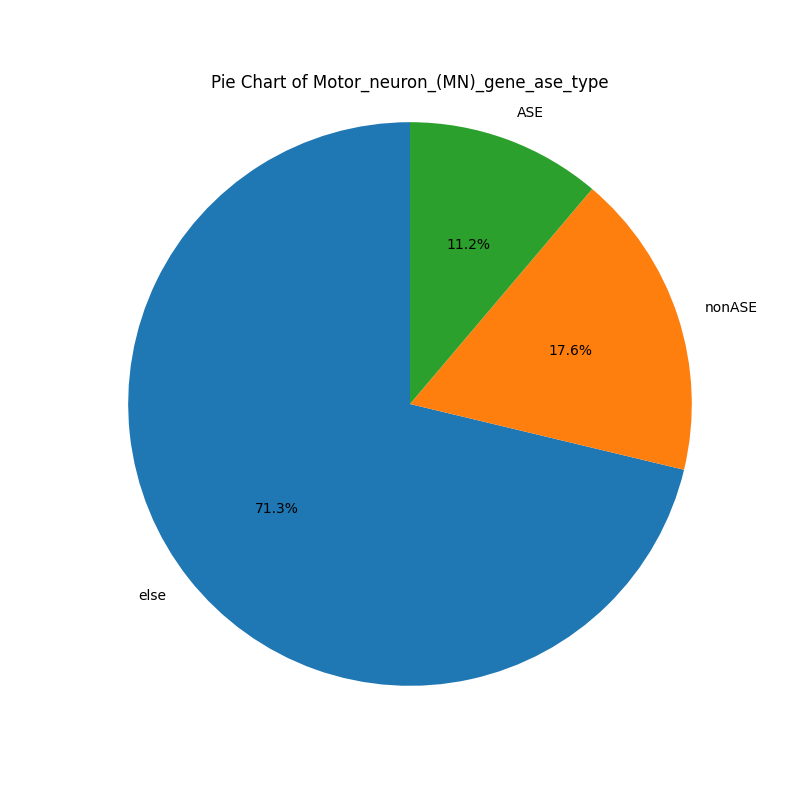 Pie Chart of Motor_neuron_(MN)_gene_ase_type
ASE
11.2%
nonASE
17.6%
71.3%
else